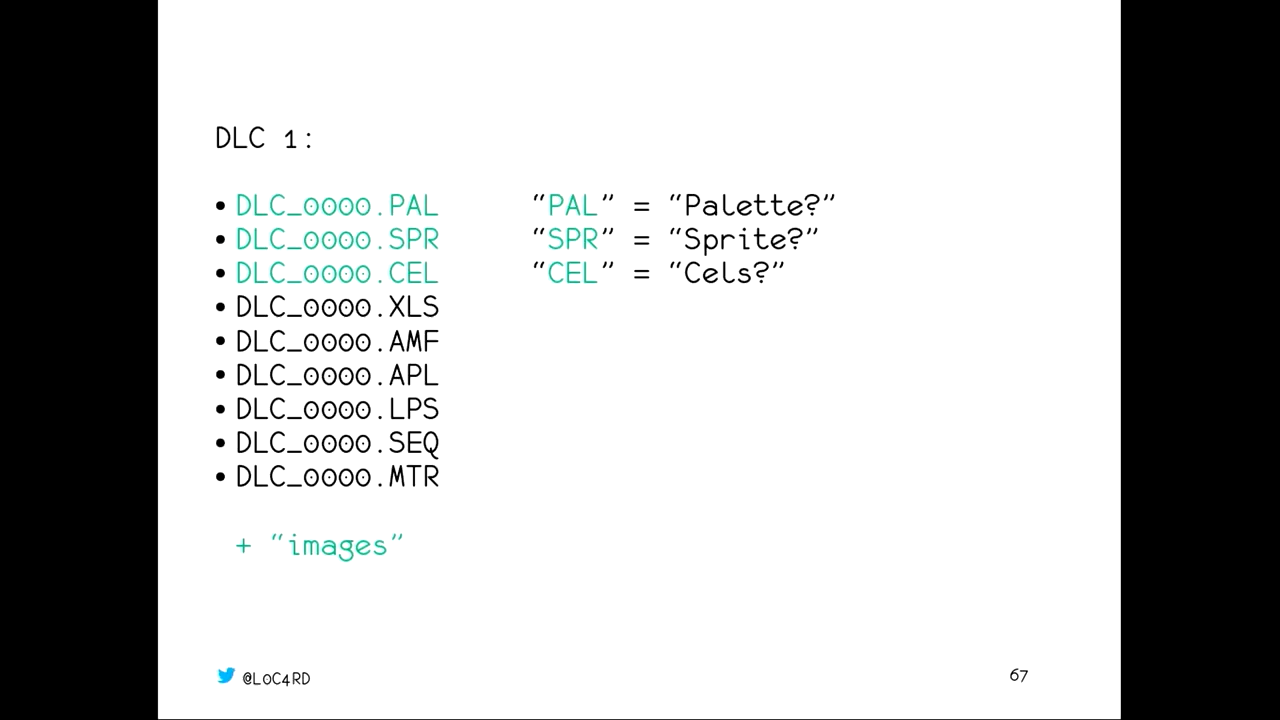 DLC 1:
• DLC_0000.PAL “PAL” = “Palette?”
• DLC_0000.SPR “SPR” = “Sprite?”
• DLC_0000.CEL “CEL” = “Cels?”
• DLC_0000.XLS
• DLC_0000.AMF
• DLC_0000.APL
• DLC_0000.LPS
• DLC_0000.SEQ
• DLC_0000.MTR
+ “images”
@L0C4RD
67